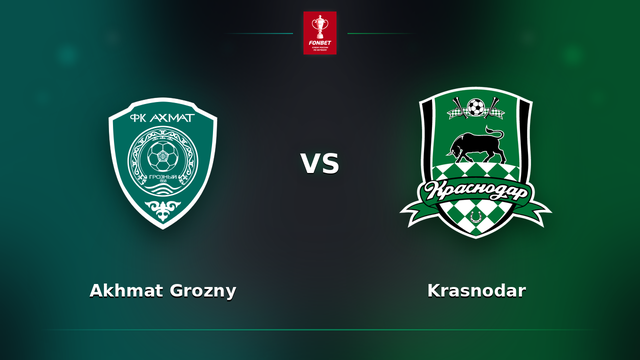 FONBET
ФК АХМАТ
VS
ГРОЗНЫЙ
Краснодар
Akhmat Grozny
Krasnodar